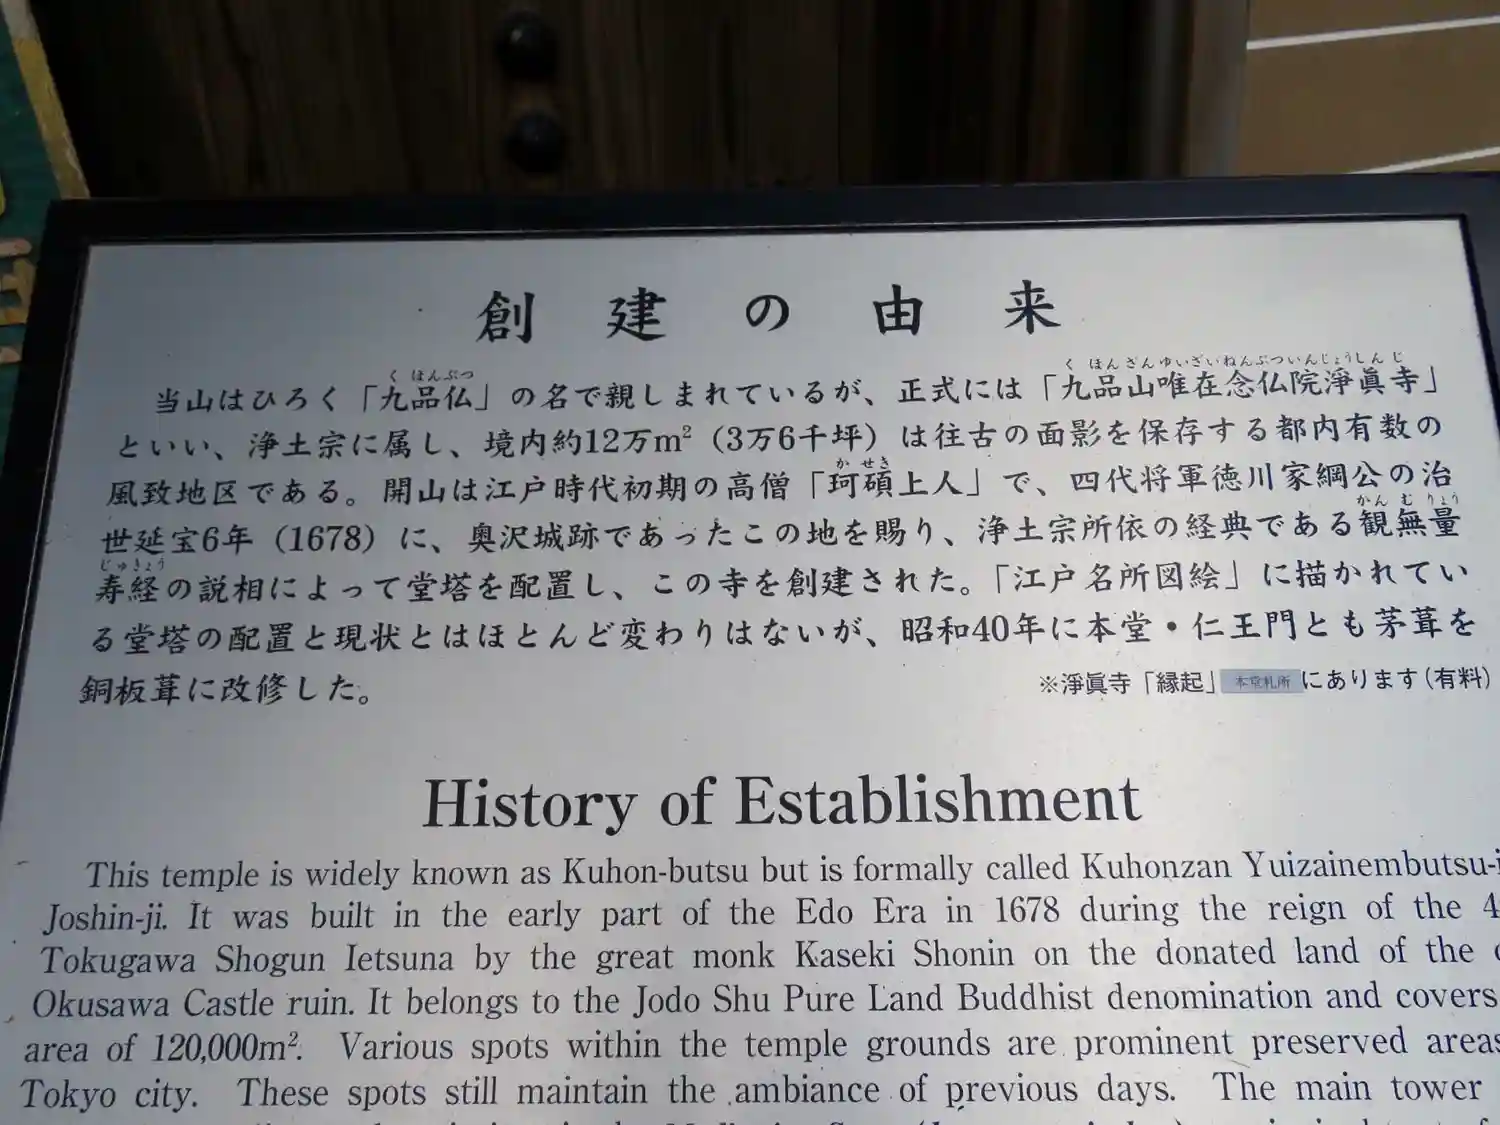 創建の由来
当山はひろく「九品仏」の名で親しまれているが、正式には「九品山唯在念仏院淨眞寺」
といい、浄土宗に属し、境内約12万m²（3万6千坪）は往古の面影を保存する都内有数の
風致地区である。開山は江戸時代初期の高僧「珂碩上人」で、四代将軍徳川家綱公の治
世延宝6年（1678）に、奥沢城跡であったこの地を賜り、浄土宗所依の経典である観無量
寿経の説相によって堂塔を配置し、この寺を創建された。「江戸名所図絵」に描かれてい
る堂塔の配置と現状とはほとんど変わりはないが、昭和40年に本堂・仁王門とも茅葺を
銅板葺に改修した。
※淨眞寺「縁起」本堂札所にあります(有料)
History of Establishment
This temple is widely known as Kuhon-butsu but is formally called Kuhonzan Yuizainembutsu-i
Joshin-ji. It was built in the early part of the Edo Era in 1678 during the reign of the 4
Tokugawa Shogun Ietsuna by the great monk Kaseki Shonin on the donated land of the
Okusawa Castle ruin. It belongs to the Jodo Shu Pure Land Buddhist denomination and covers
area of 120,000m². Various spots within the temple grounds are prominent preserved areas
Tokyo city. These spots still maintain the ambiance of previous days. The main tower